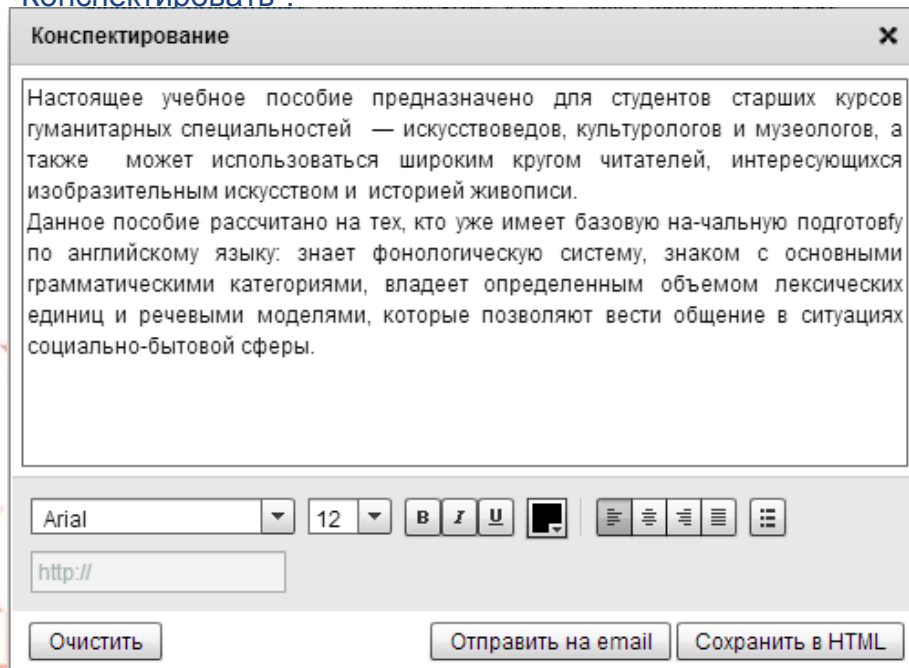 Конспектировать".
Конспектирование
Настоящее учебное пособие предназначено для студентов старших курсов
гуманитарных специальностей — искусствоведов, культурологов и музеологов, а
также может использоваться широким кругом читателей, интересующихся
изобразительным искусством и историей живописи.
Данное пособие рассчитано на тех, кто уже имеет базовую на-чальную подготовfy
по английскому языку: знает фонологическую систему, знаком с основными
грамматическими категориями, владеет определенным объемом лексических
единиц и речевыми моделями, которые позволяют вести общение в ситуациях
социально-бытовой сферы.
Arial 12 B I U
http://
Очистить Отправить на email Сохранить в HTML